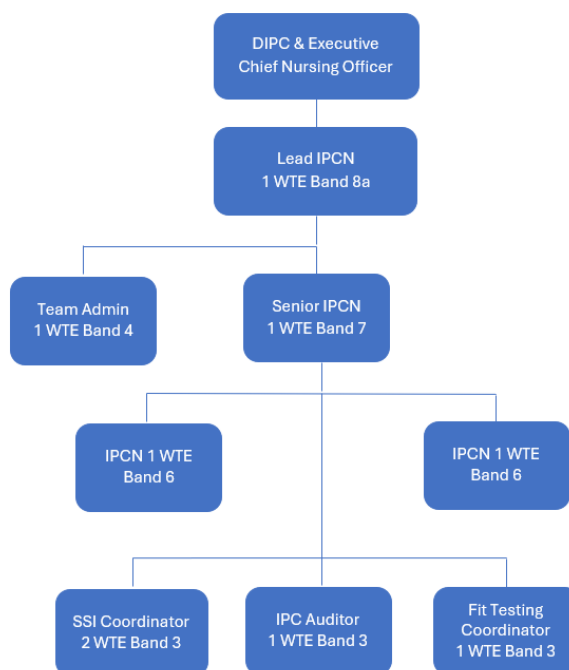 DIPC & Executive
Chief Nursing Officer
Lead IPCN
1 WTE Band 8a
Team Admin
1 WTE Band 4
Senior IPCN
1 WTE Band 7
IPCN 1 WTE
Band 6
IPCN 1 WTE
Band 6
SSI Coordinator
2 WTE Band 3
IPC Auditor
1 WTE Band 3
Fit Testing
Coordinator
1 WTE Band 3